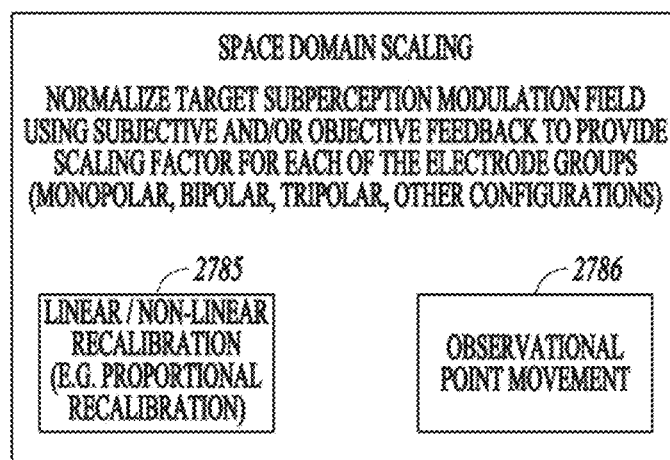 SPACE DOMAIN SCALING
NORMALIZE TARGET SUBPERCEPTION MODULATION FIELD
USING SUBJECTIVE AND/OR OBJECTIVE FEEDBACK TO PROVIDE
SCALING FACTOR FOR EACH OF THE ELECTRODE GROUPS
(MONOPOLAR, BIPOLAR, TRIPOLAR, OTHER CONFIGURATIONS)
2785
LINEAR / NON-LINEAR
RECALIBRATION
(E.G. PROPORTIONAL
RECALIBRATION)
2786
OBSERVATIONAL
POINT MOVEMENT